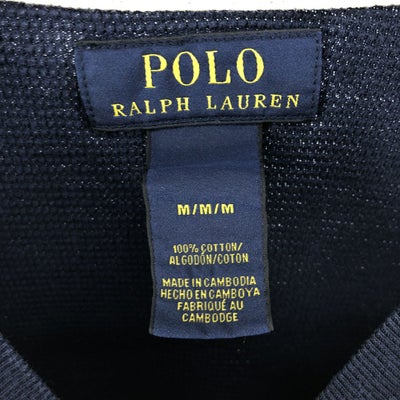 POLO
RALPH LAUREN
M/M/M
100% COTTON/
ALGODÓN/COTON
MADE IN CAMBODIA
HECHO EN CAMBOYA
FABRIQUÉ AU
CAMBODGE